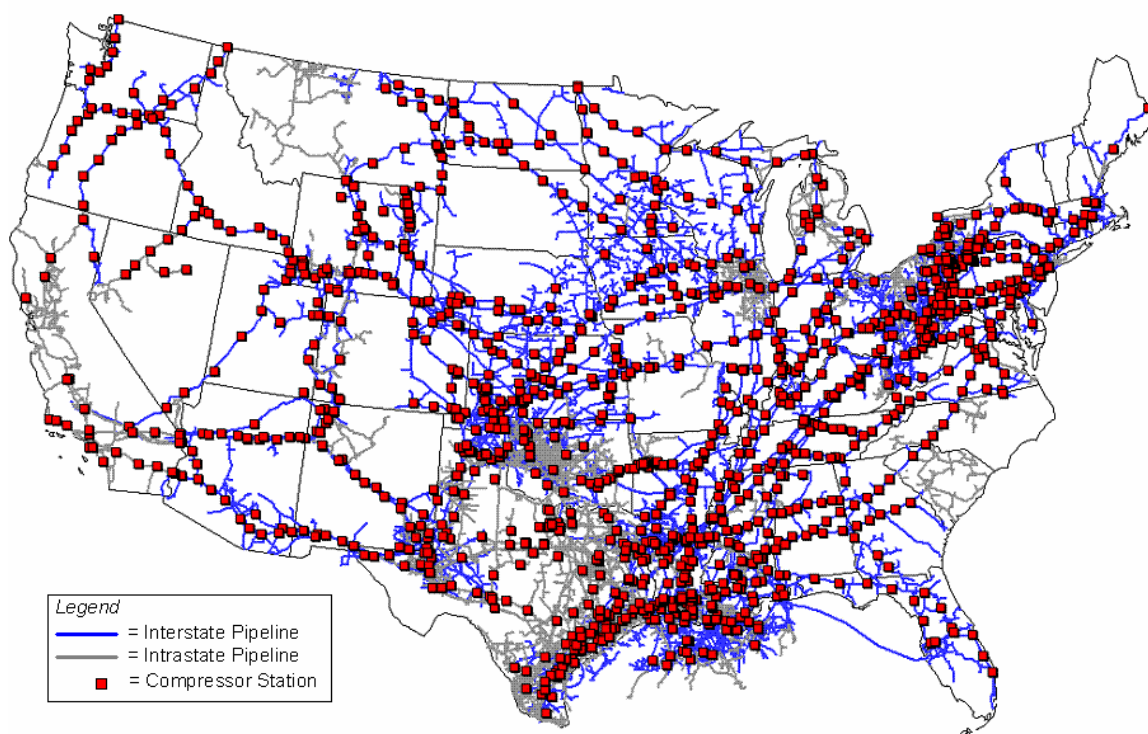 Legend
= Interstate Pipeline
= Intrastate Pipeline
= Compressor Station